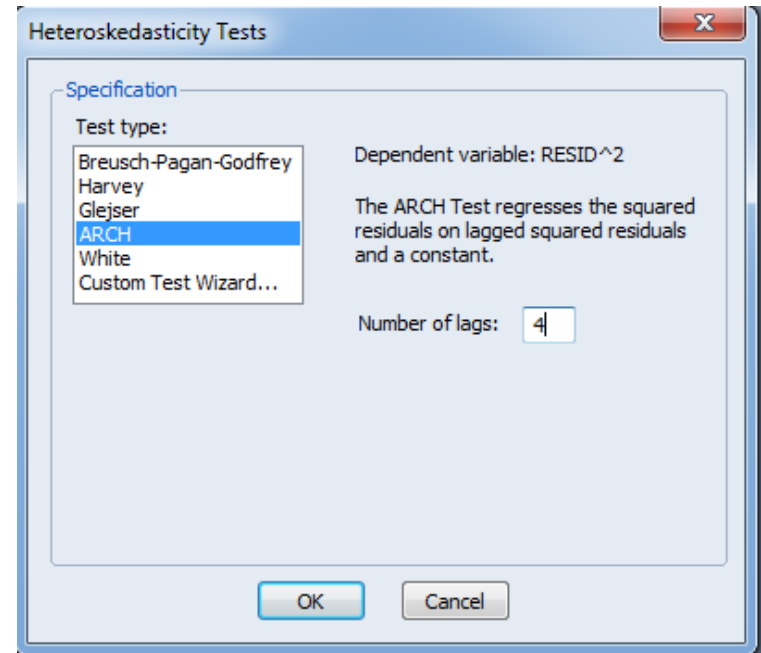 Heteroskedasticity Tests
X
Specification
Test type:
Breusch-Pagan-Godfrey
Harvey
Glejser
ARCH
White
Custom Test Wizard...
Dependent variable: RESID^2
The ARCH Test regresses the squared
residuals on lagged squared residuals
and a constant.
Number of lags: 4
OK
Cancel